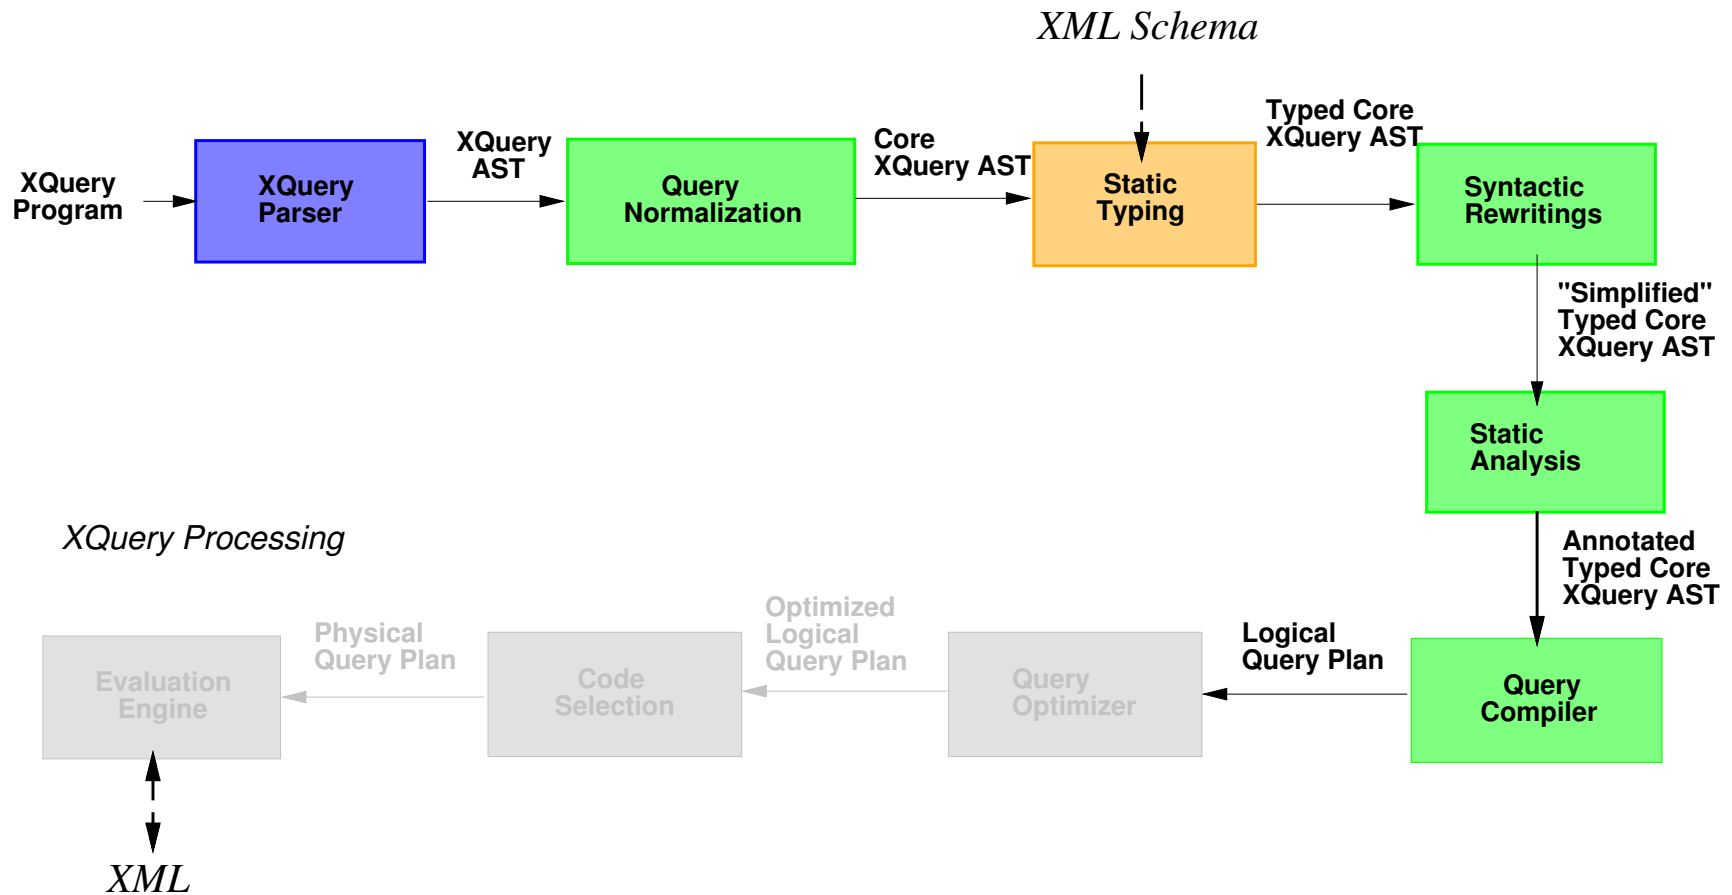 XML Schema
XQuery
Program
XQuery
Parser
XQuery
AST
Query
Normalization
Core
XQuery AST
Static
Typing
Typed Core
XQuery AST
Syntactic
Rewritings
"Simplified"
Typed Core
XQuery AST
Static
Analysis
Annotated
Typed Core
XQuery AST
XQuery Processing
Query
Compiler
Logical
Query Plan
Query
Optimizer
Optimized
Logical
Query Plan
Code
Selection
Physical
Query Plan
Evaluation
Engine
XML